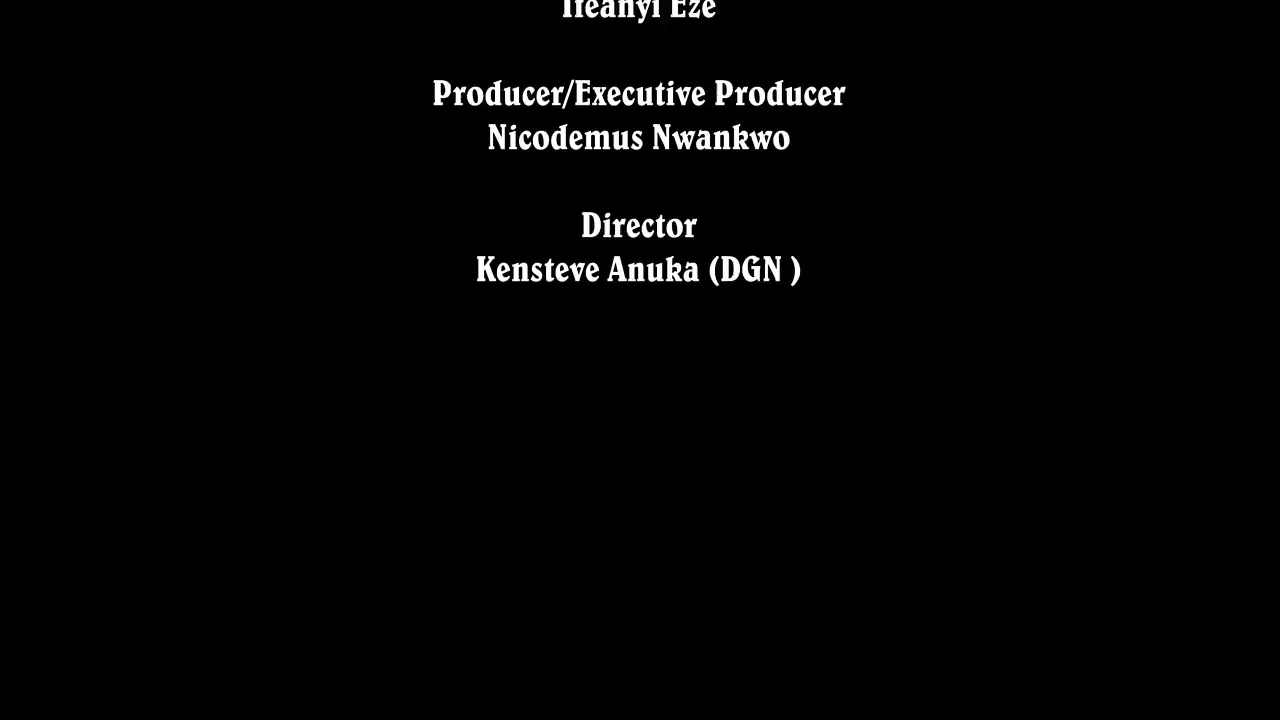 Ifeanyi Eze
Producer/Executive Producer
Nicodemus Nwankwo
Director
Kensteve Anuka (DGN )